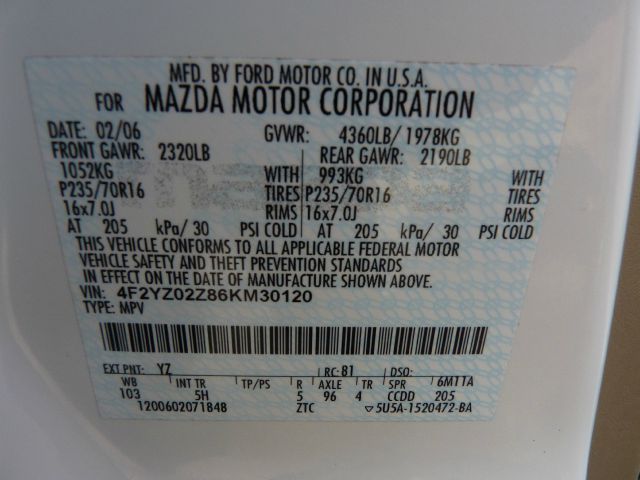 MFD. BY FORD MOTOR CO. IN U.S.A.
FOR MAZDA MOTOR CORPORATION
DATE: 02/06 GVWR: 4360LB/ 1978KG
FRONT GAWR: 2320LB REAR GAWR: 2190LB
1052KG WITH 993KG WITH
P235/70R16 TIRES P235/70R16 TIRES
16x7.0J RIMS 16x7.0J RIMS
AT 205 kPa/ 30 PSI COLD AT 205 kPa/ 30 PSI COLD
THIS VEHICLE CONFORMS TO ALL APPLICABLE FEDERAL MOTOR
VEHICLE SAFETY AND THEFT PREVENTION STANDARDS
IN EFFECT ON THE DATE OF MANUFACTURE SHOWN ABOVE.
VIN: 4F2YZ02Z86KM30120
TYPE: MPV
EXT PNT: YZ RC: 81 DSO:
WB INT TR TP/PS R AXLE TR SPR 6M11A
103 5H 5 96 4 CCDD 205
1200602071848 ZTC 5U5A-1520472-BA